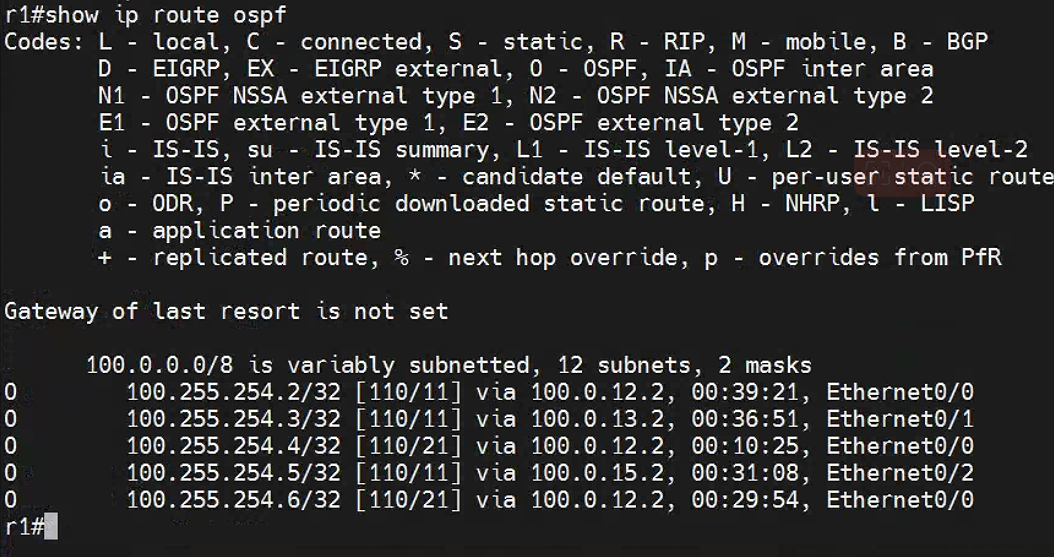 r1#show ip route ospf
Codes: L - local, C - connected, S - static, R - RIP, M - mobile, B - BGP
D - EIGRP, EX - EIGRP external, O - OSPF, IA - OSPF inter area
N1 - OSPF NSSA external type 1, N2 - OSPF NSSA external type 2
E1 - OSPF external type 1, E2 - OSPF external type 2
i - IS-IS, su - IS-IS summary, L1 - IS-IS level-1, L2 - IS-IS level-2
ia - IS-IS inter area, * - candidate default, U - per-user static route
o - ODR, P - periodic downloaded static route, H - NHRP, l - LISP
a - application route
+ - replicated route, % - next hop override, p - overrides from PfR
Gateway of last resort is not set
100.0.0.0/8 is variably subnetted, 12 subnets, 2 masks
O 100.255.254.2/32 [110/11] via 100.0.12.2, 00:39:21, Ethernet0/0
O 100.255.254.3/32 [110/11] via 100.0.13.2, 00:36:51, Ethernet0/1
O 100.255.254.4/32 [110/21] via 100.0.12.2, 00:10:25, Ethernet0/0
O 100.255.254.5/32 [110/11] via 100.0.15.2, 00:31:08, Ethernet0/2
O 100.255.254.6/32 [110/21] via 100.0.12.2, 00:29:54, Ethernet0/0
r1#